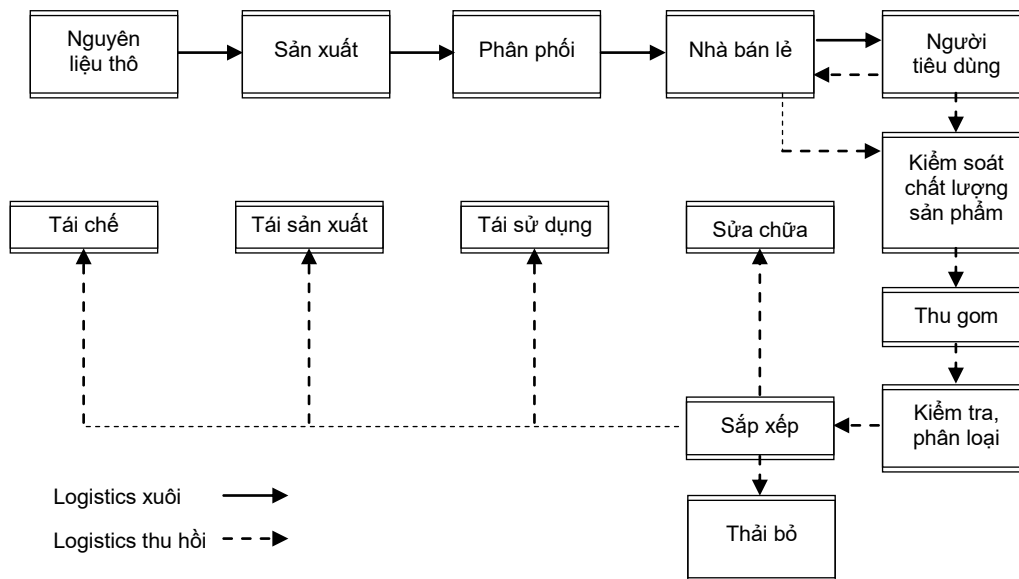 Nguyên
liệu thô
Sản xuất
Phân phối
Nhà bán lẻ
Người
tiêu dùng
Kiểm soát
chất lượng
sản phẩm
Tái chế
Tái sản xuất
Tái sử dụng
Sửa chữa
Thu gom
Kiểm tra,
phân loại
Sắp xếp
Thải bỏ
Logistics xuôi
Logistics thu hồi